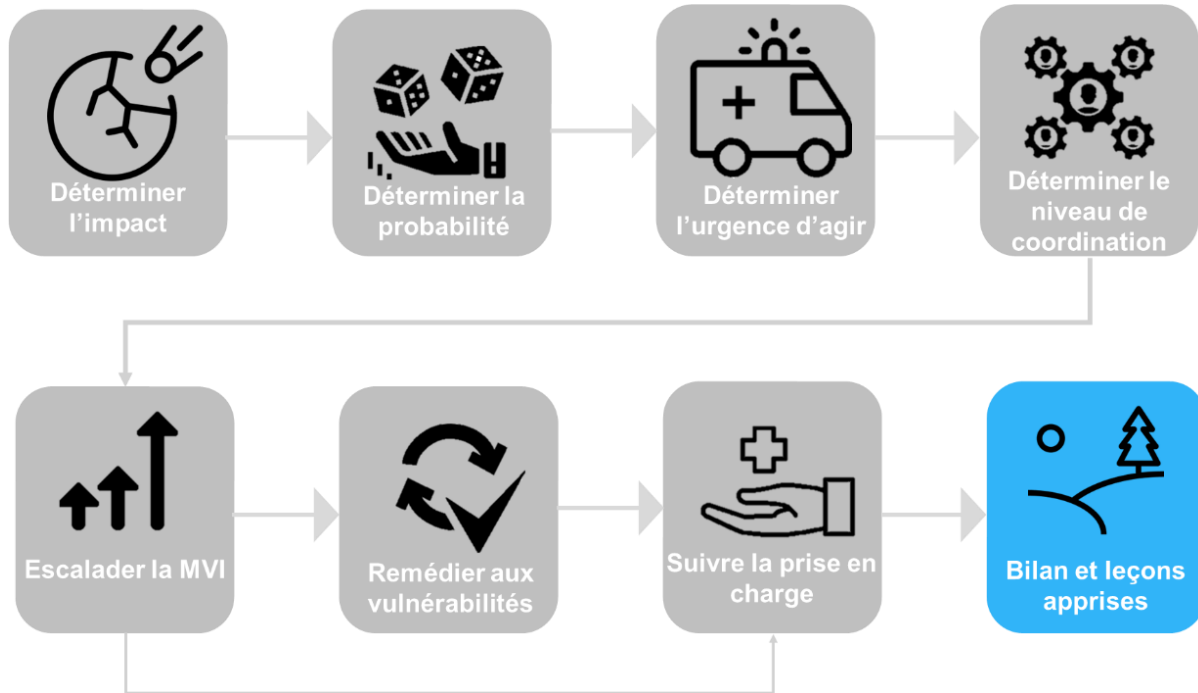 Déterminer
l’impact
Déterminer la
probabilité
Déterminer
l’urgence d’agir
Déterminer le
niveau de
coordination
Escalader la MVI
Remédier aux
vulnérabilités
Suivre la prise en
charge
Bilan et leçons
apprises